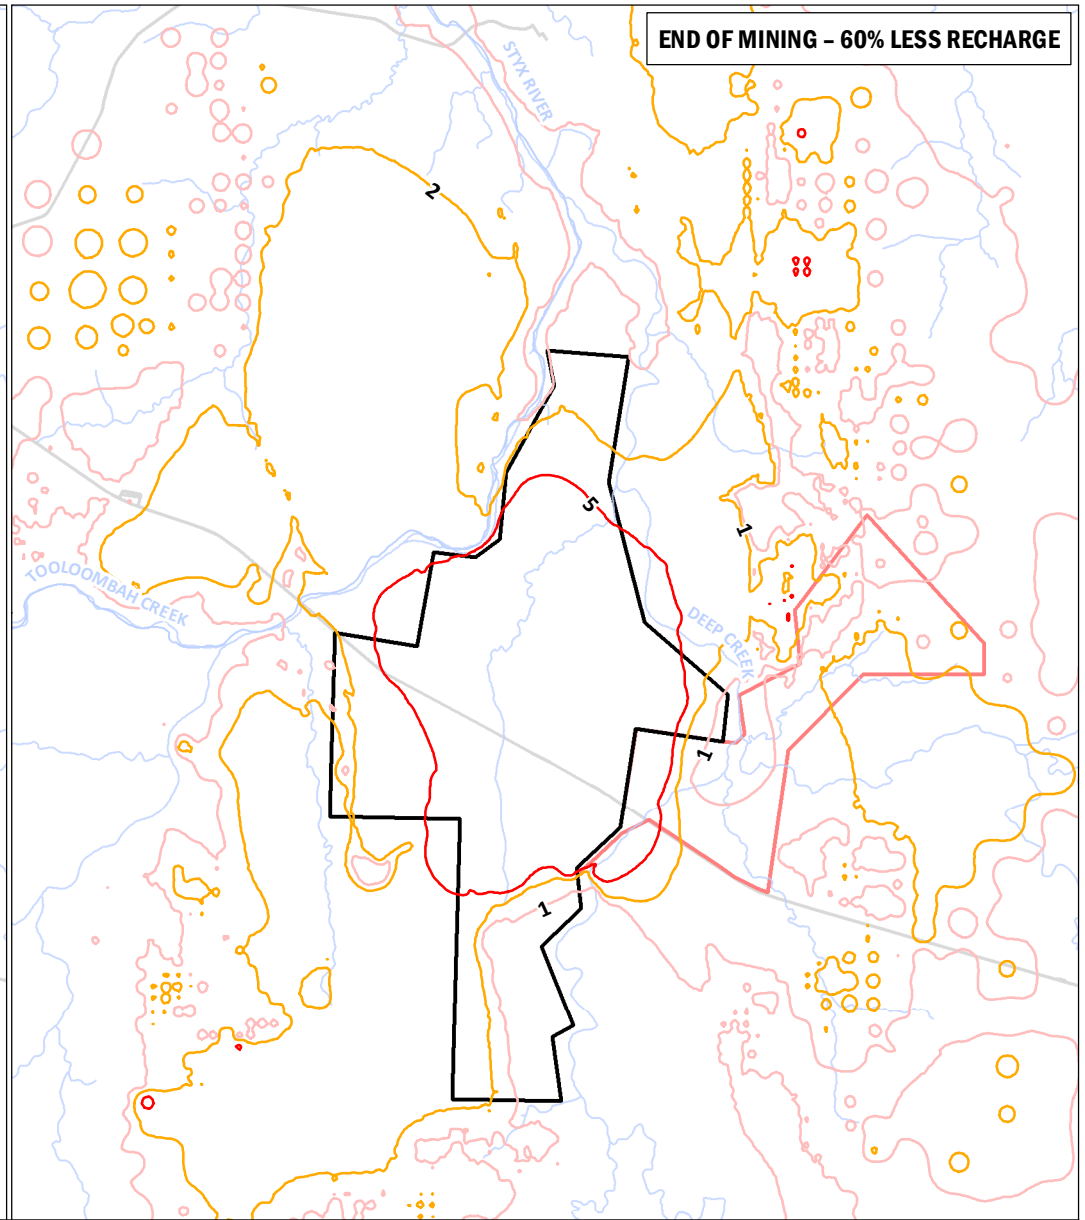 END OF MINING – 60% LESS RECHARGE
STYX RIVER
2
5
1
TOOLOOMBAH CREEK
DEEP CREEK
1
1